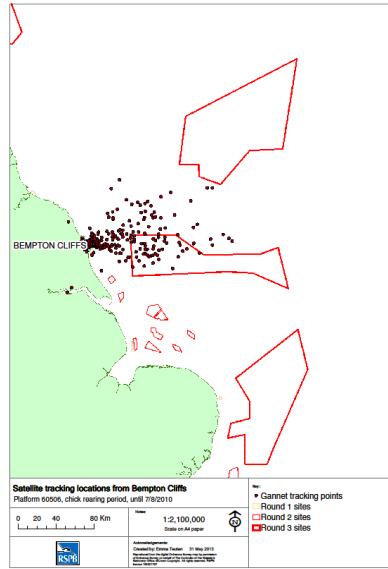 BEMPTON CLIFFS
Satellite tracking locations from Bempton Cliffs
Platform 60506, chick rearing period, until 7/8/2010
0 20 40 80 Km
Notes
1:2,100,000
Scale on A4 paper
N
RSPB
Acknowledgements
Created by: Emma Teuten 31 May 2013
Key:
Gannet tracking points
Round 1 sites
Round 2 sites
Round 3 sites